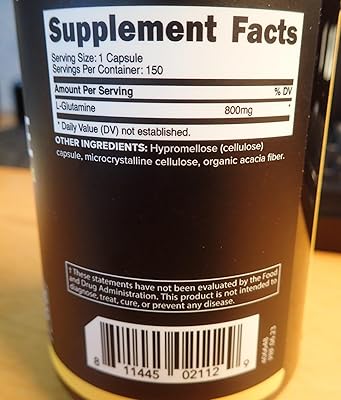 Supplement Facts
Serving Size: 1 Capsule
Servings Per Container: 150
Amount Per Serving % DV
L-Glutamine 800mg *
* Daily Value (DV) not established.
OTHER INGREDIENTS: Hypromellose (cellulose)
capsule, microcrystalline cellulose, organic acacia fiber.
† These statements have not been evaluated by the Food
and Drug Administration. This product is not intended to
diagnose, treat, cure, or prevent any disease.
8 11445 02112 9